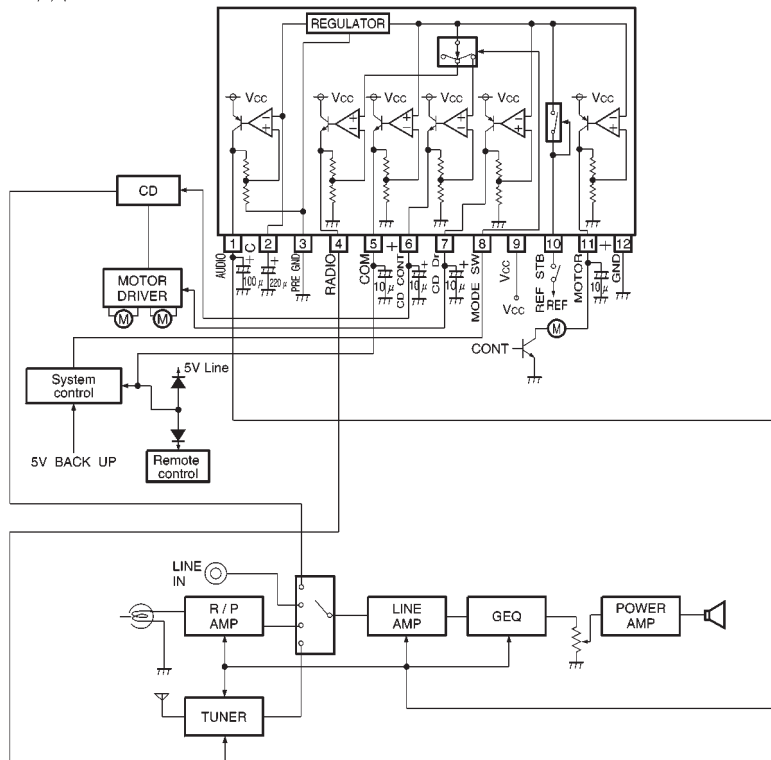 REGULATOR
VCC VCC VCC VCC VCC VCC
CD
1 2 3 4 5 6 7 8 9 10 11 12
AUDIO
C
PRE GND
RADIO
COM
CD CONT
CD Dr
MODE SW
VCC
REF STB
MOTOR
GND
100μ
220μ
10μ
10μ
10μ
10μ
VCC
REF
MOTOR
DRIVER
M M
M
CONT
5V Line
System
control
5V BACK UP
Remote
control
LINE
IN
R / P
AMP
LINE
AMP
GEQ
POWER
AMP
TUNER